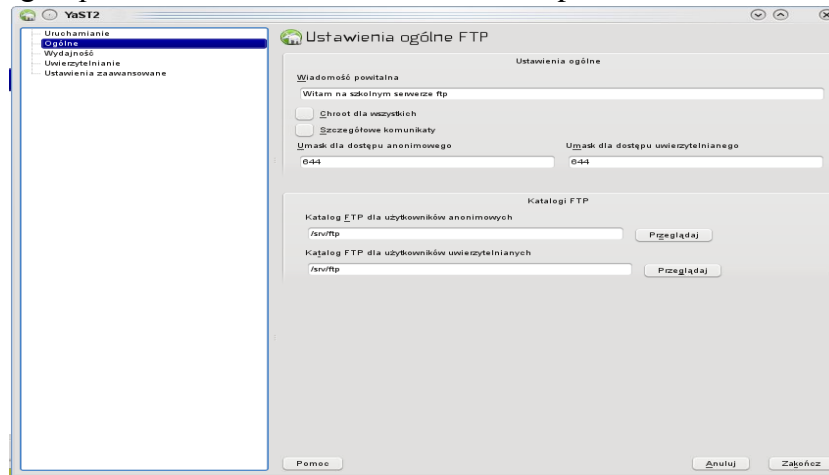 YaST2
Uruchamianie
Ogólne
Wydajność
Uwierzytelnianie
Ustawienia zaawansowane
Ustawienia ogólne FTP
Ustawienia ogólne
Wiadomość powitalna
Witam na szkolnym serwerze ftp
Chroot dla wszystkich
Szczegółowe komunikaty
Umask dla dostępu anonimowego
Umask dla dostępu uwierzytelnianego
644
644
Katalogi FTP
Katalog FTP dla użytkowników anonimowych
/srv/ftp
Przeglądaj
Katalog FTP dla użytkowników uwierzytelnianych
/srv/ftp
Przeglądaj
Pomoc
Anuluj
Zakończ